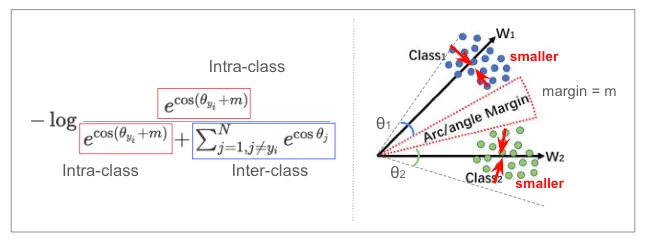 Intra-class
-log e^{cos(θ_{y_i}+m)} / (e^{cos(θ_{y_i}+m)} + ∑_{j=1,j≠y_i}^{N} e^{cos θ_j})
Intra-class
Inter-class
W1
Class1
smaller
margin = m
Arc/angle Margin
θ1
θ2
W2
Class2
smaller